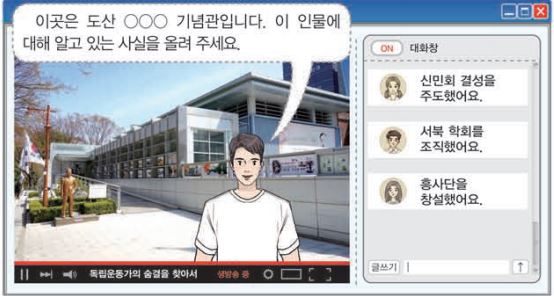 이곳은 도산 ○○○ 기념관입니다. 이 인물에
대해 알고 있는 사실을 올려 주세요.
ON 대화창
신민회 결성을
주도했어요.
서북 학회를
조직했어요.
흥사단을
창설했어요.
독립운동가의 숨결을 찾아서 생방송 중
글쓰기